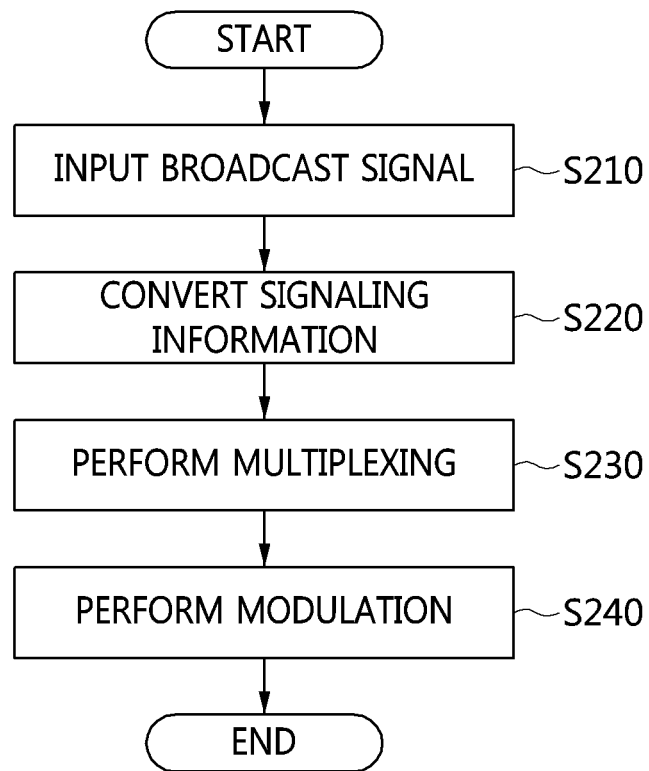 START
INPUT BROADCAST SIGNAL
S210
CONVERT SIGNALING
INFORMATION
S220
PERFORM MULTIPLEXING
S230
PERFORM MODULATION
S240
END